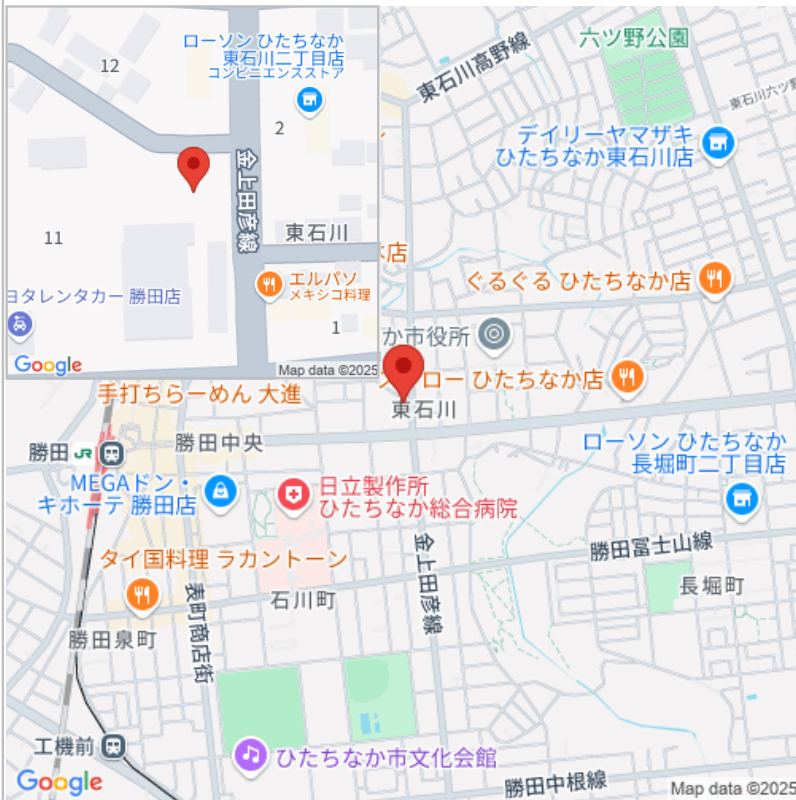 ローソン ひたちなか
東石川二丁目店
コンビニエンスストア
12
2
金上田彦線
11
東石川
エルパソ
メキシコ料理
ヨタレンタカー 勝田店
1
Google
Map data ©2025
東石川高野線
六ツ野公園
東石川六ツ野
デイリーヤマザキ
ひたちなか東石川店
店
ぐるぐる ひたちなか店
か市役所
ロー ひたちなか店
東石川
手打ちらーめん 大進
勝田
JR
勝田中央
MEGAドン・
キホーテ 勝田店
日立製作所
ひたちなか総合病院
ローソン ひたちなか
長堀町二丁目店
金上田彦線
勝田冨士山線
タイ国料理 ラカントーン
表町商店街
石川町
長堀町
勝田泉町
工機前
ひたちなか市文化会館
勝田中根線
Google
Map data ©2025